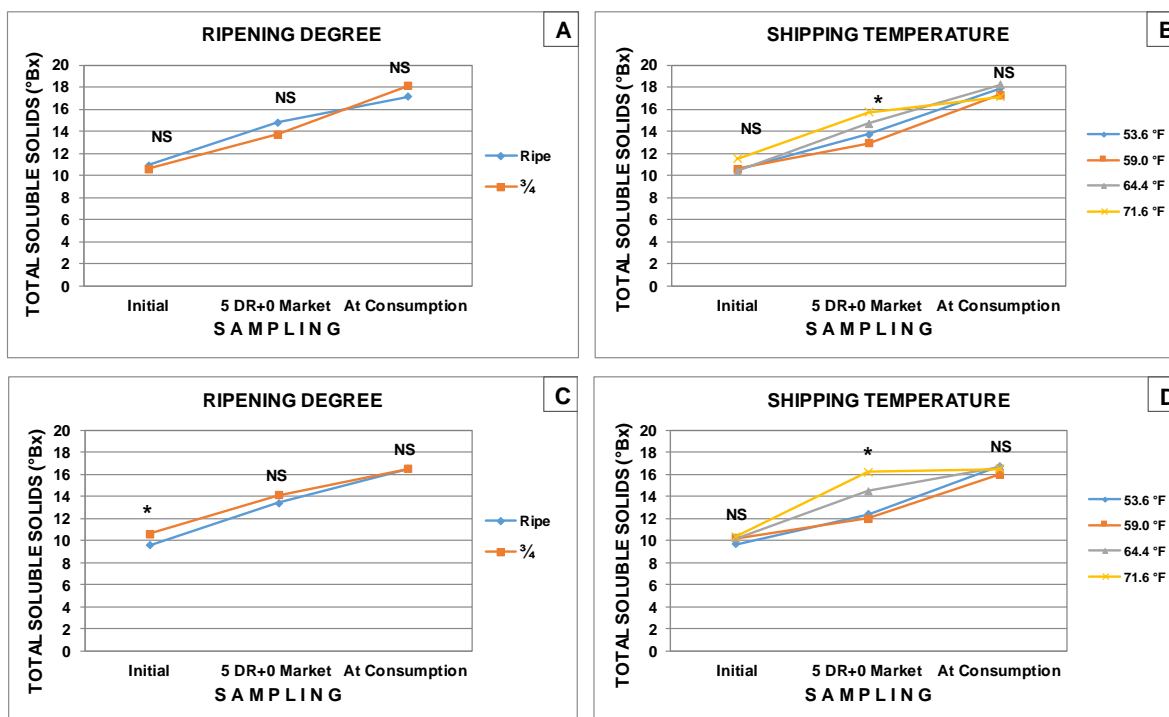 A
RIPENING DEGREE
TOTAL SOLUBLE SOLIDS (°Bx)
20
18
16
14
12
10
8
6
4
2
0
NS
NS
NS
Initial
5 DR+0 Market
At Consumption
S A M P L I N G
Ripe
¾
B
SHIPPING TEMPERATURE
TOTAL SOLUBLE SOLIDS (°Bx)
20
18
16
14
12
10
8
6
4
2
0
NS
*
NS
Initial
5 DR+0 Market
At Consumption
S A M P L I N G
53.6 °F
59.0 °F
64.4 °F
71.6 °F
C
RIPENING DEGREE
TOTAL SOLUBLE SOLIDS (°Bx)
20
18
16
14
12
10
8
6
4
2
0
*
NS
NS
Initial
5 DR+0 Market
At Consumption
S A M P L I N G
Ripe
¾
D
SHIPPING TEMPERATURE
TOTAL SOLUBLE SOLIDS (°Bx)
20
18
16
14
12
10
8
6
4
2
0
NS
*
NS
Initial
5 DR+0 Market
At Consumption
S A M P L I N G
53.6 °F
59.0 °F
64.4 °F
71.6 °F